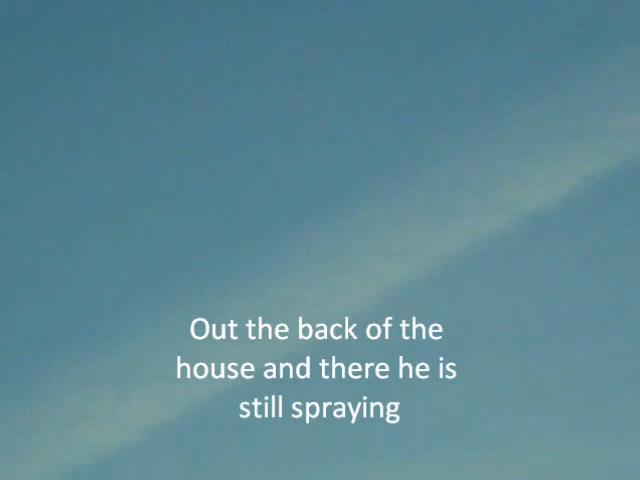 Out the back of the
house and there he is
still spraying